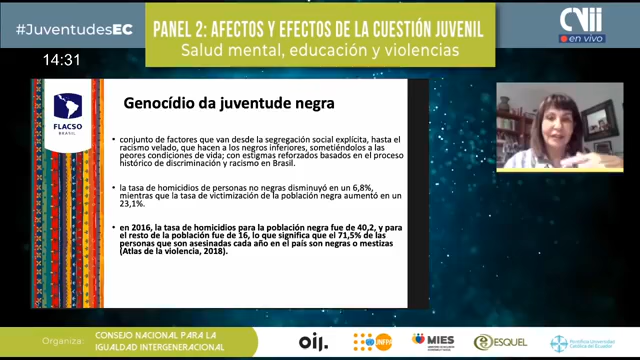 #JuventudesEC
PANEL 2: AFECTOS Y EFECTOS DE LA CUESTIÓN JUVENIL
Salud mental, educación y violencias
en vivo
14:31
FLACSO
BRASIL
Genocídio da juventude negra
conjunto de factores que van desde la segregación social explícita, hasta el
racismo velado, que hacen a los negros inferiores, sometiéndolos a las
peores condiciones de vida; con estigmas reforzados basados en el proceso
histórico de discriminación y racismo en Brasil.
la tasa de homicidios de personas no negras disminuyó en un 6,8%,
mientras que la tasa de victimización de la población negra aumentó en un
23,1%.
en 2016, la tasa de homicidios para la población negra fue de 40,2, y para
el resto de la población fue de 16, lo que significa que el 71,5% de las
personas que son asesinadas cada año en el país son negras o mestizas
(Atlas de la violencia, 2018).
Organiza:
CONSEJO NACIONAL PARA LA
IGUALDAD INTERGENERACIONAL
oij.
UNFPA
MIES
ESQUEL
Pontificia Universidad
Católica del Ecuador